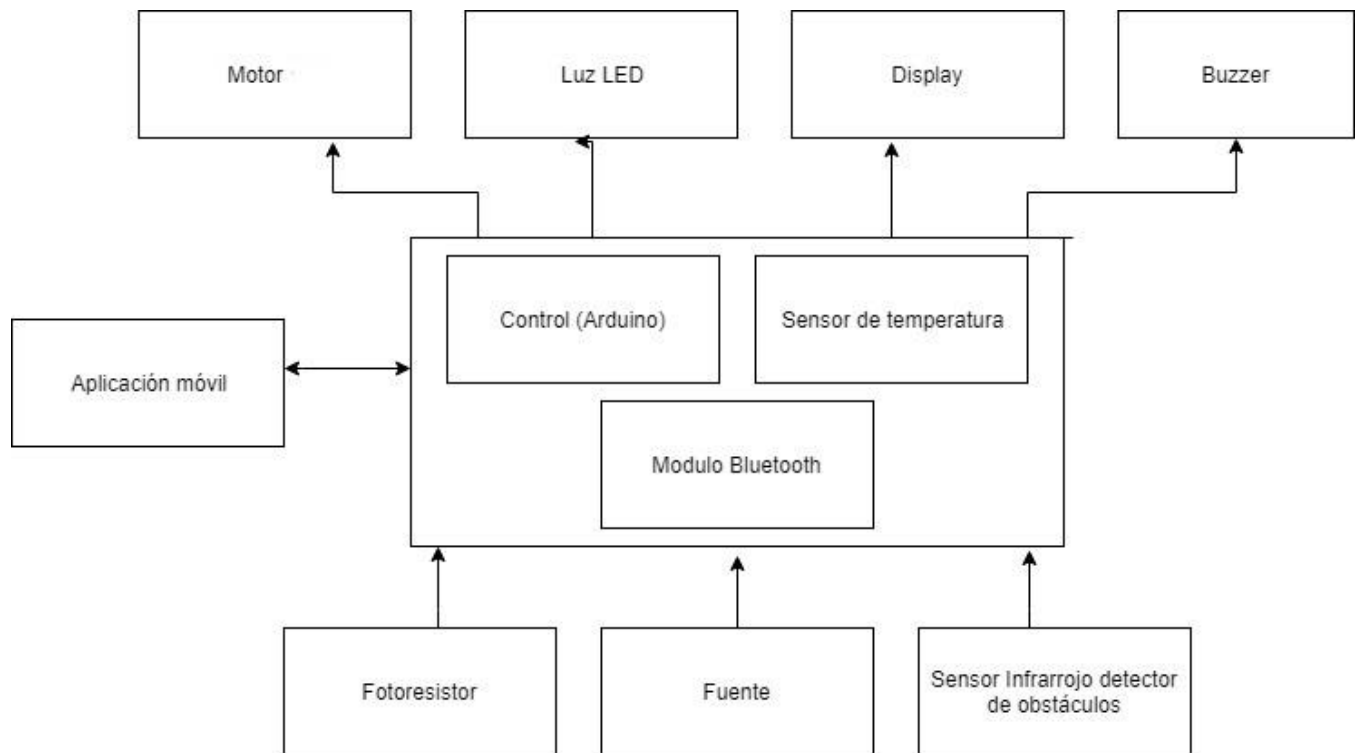 Motor
Luz LED
Display
Buzzer
Control (Arduino)
Sensor de temperatura
Aplicación móvil
Modulo Bluetooth
Fotoresistor
Fuente
Sensor Infrarrojo detector
de obstáculos